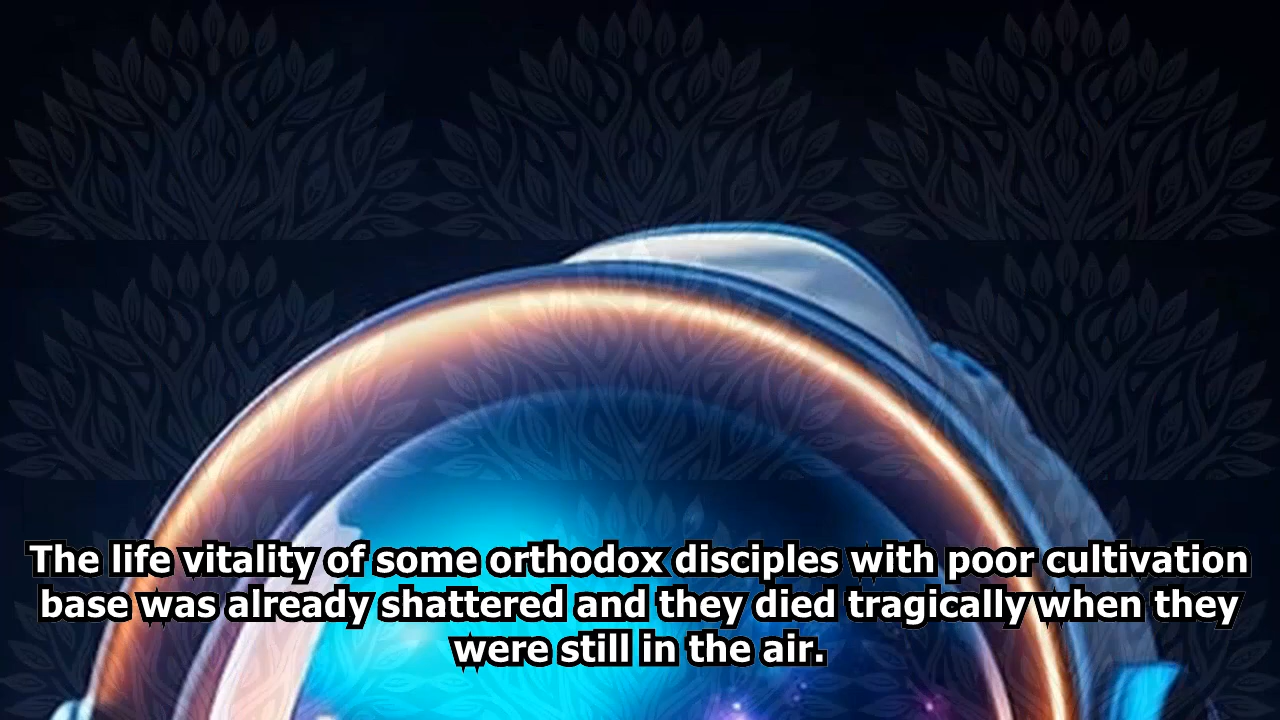 The life vitality of some orthodox disciples with poor cultivation
base was already shattered and they died tragically when they
were still in the air.